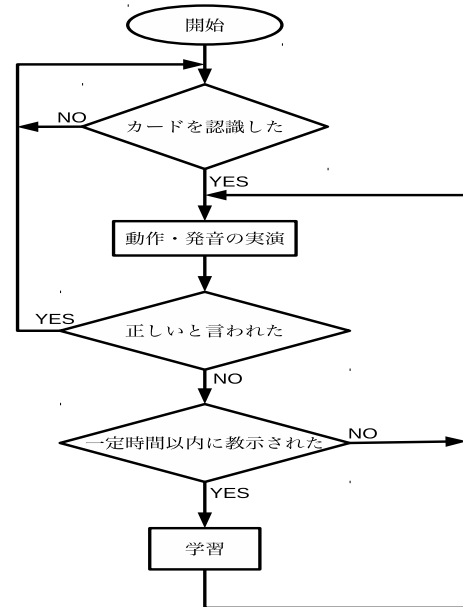 開始
カードを認識した
NO
YES
動作・発音の実演
正しいと言われた
YES
NO
一定時間以内に教示された
NO
YES
学習